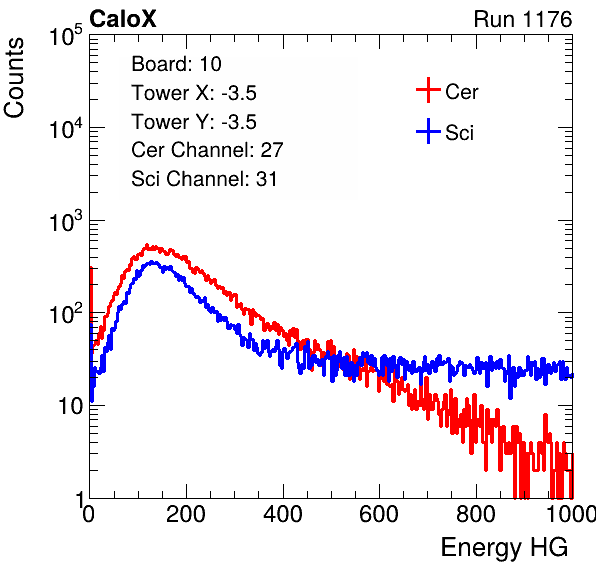 CaloX Run 1176
Counts
10^5
10^4
10^3
10^2
10
1
Board: 10
Tower X: -3.5
Tower Y: -3.5
Cer Channel: 27
Sci Channel: 31
Cer
Sci
0 200 400 600 800 1000
Energy HG